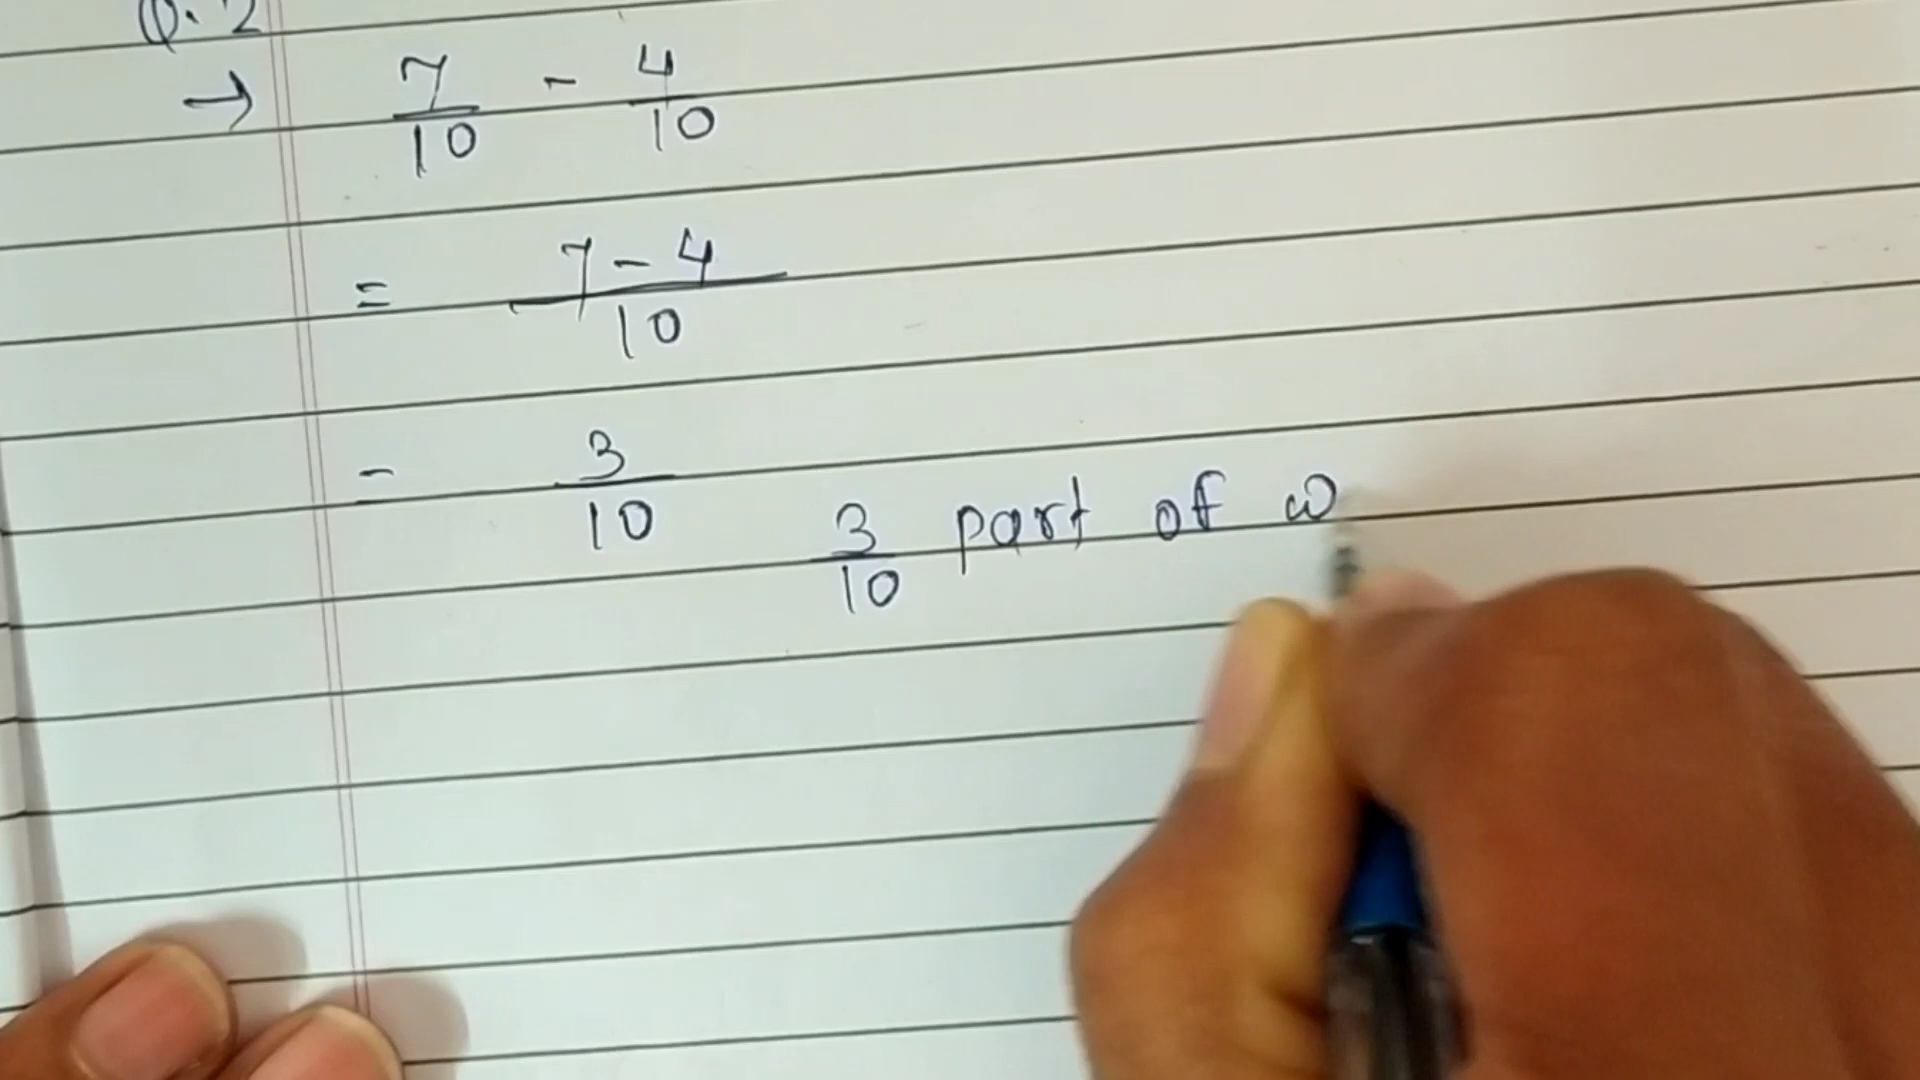 Q. 2
→ 7/10 - 4/10
= 7 - 4/10
- 3/10
3/10 part of w